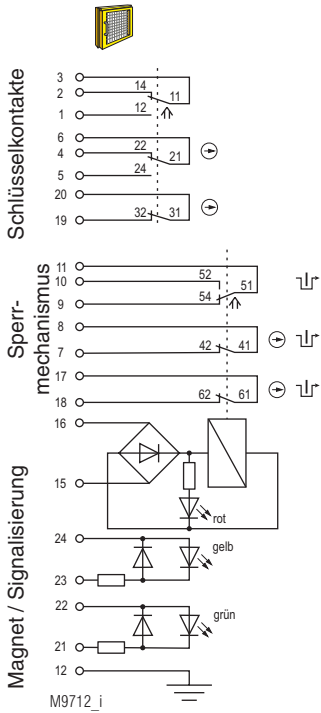 Schlüsselkontakte
3
2 14 11
1 12
6
4 22 21
5 24
20
19 32 31
Sperr-
mechanismus
11
10 52 51
9 54
8
7 42 41
17
18 62 61
Magnet / Signalisierung
16
15
rot
24
gelb
23
22
grün
21
12
M9712_i